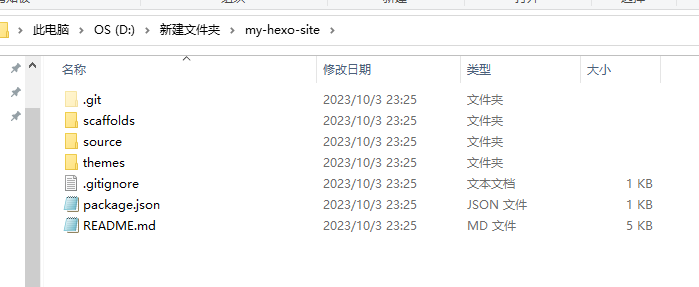 此电脑 > OS (D:) > 新建文件夹 > my-hexo-site >
名称 修改日期 类型 大小
.git 2023/10/3 23:25 文件夹
scaffolds 2023/10/3 23:25 文件夹
source 2023/10/3 23:25 文件夹
themes 2023/10/3 23:25 文件夹
.gitignore 2023/10/3 23:25 文本文档 1 KB
package.json 2023/10/3 23:25 JSON 文件 1 KB
README.md 2023/10/3 23:25 MD 文件 5 KB